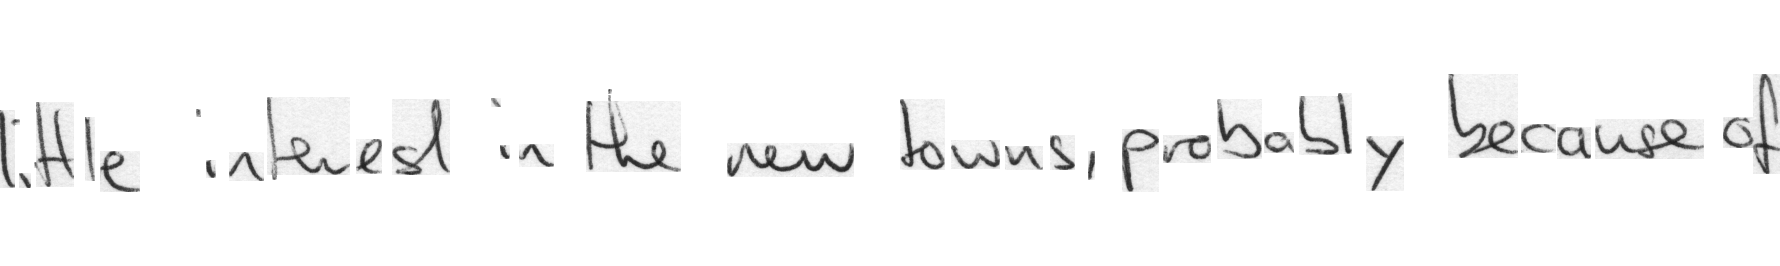 little interest in the new towns, probably because of